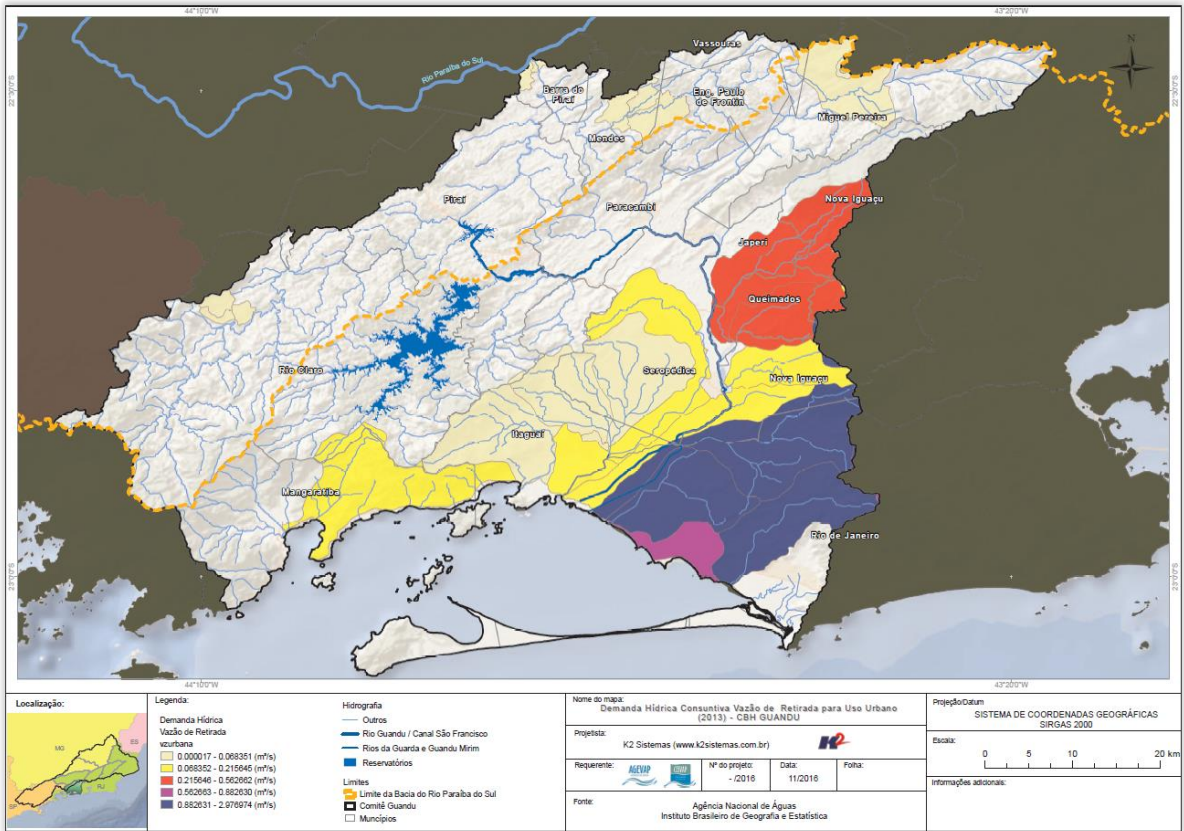 44°10'0"W
43°20'0"W
Vassouras
N
Rio Paraíba do Sul
22°30'0"S
22°30'0"S
Barra do
Piraí
Eng. Paulo
de Frontin
Miguel Pereira
Mendes
Piraí
Paracambi
Nova Iguaçu
Japeri
Queimados
Rio Claro
Seropédica
Nova Iguaçu
Itaguaí
Mangaratiba
Rio de Janeiro
23°0'0"S
23°0'0"S
44°10'0"W
43°20'0"W
Localização:
MG
ES
RJ
SP
Legenda:
Demanda Hídrica
Vazão de Retirada
vzurbana
0.000017 - 0.068351 (m³/s)
0.068352 - 0.215645 (m³/s)
0.215646 - 0.562662 (m³/s)
0.562663 - 0.882630 (m³/s)
0.882631 - 2.976974 (m³/s)
Hidrografia
Outros
Rio Guandu / Canal São Francisco
Rios da Guarda e Guandu Mirim
Reservatórios
Limites
Limite da Bacia do Rio Paraíba do Sul
Comitê Guandu
Muncípios
Nome do mapa:
Demanda Hídrica Consuntiva Vazão de Retirada para Uso Urbano
(2013) - CBH GUANDU
Projetista:
K2 Sistemas (www.k2sistemas.com.br)
K2
Requerente:
AGEVAP
Nº do projeto:
- /2016
Data:
11/2016
Folha:
Fonte:
Agência Nacional de Águas
Instituto Brasileiro de Geografia e Estatística
Projeção/Datum
SISTEMA DE COORDENADAS GEOGRÁFICAS
SIRGAS 2000
Escala:
0 5 10 20 km
Informações adicionais: